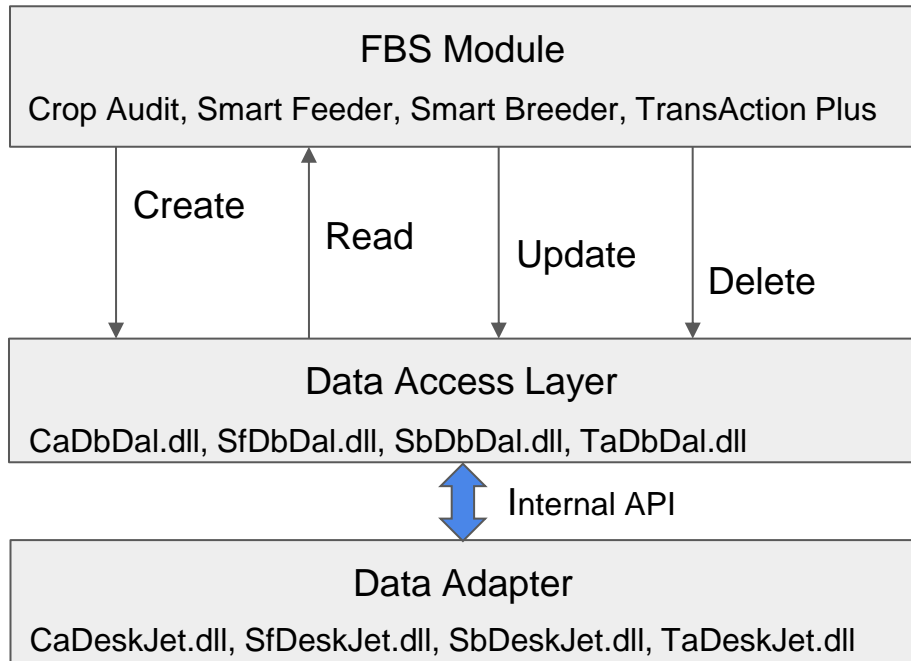 FBS Module
Crop Audit, Smart Feeder, Smart Breeder, TransAction Plus
Create
Read
Update
Delete
Data Access Layer
CaDbDal.dll, SfDbDal.dll, SbDbDal.dll, TaDbDal.dll
Internal API
Data Adapter
CaDeskJet.dll, SfDeskJet.dll, SbDeskJet.dll, TaDeskJet.dll